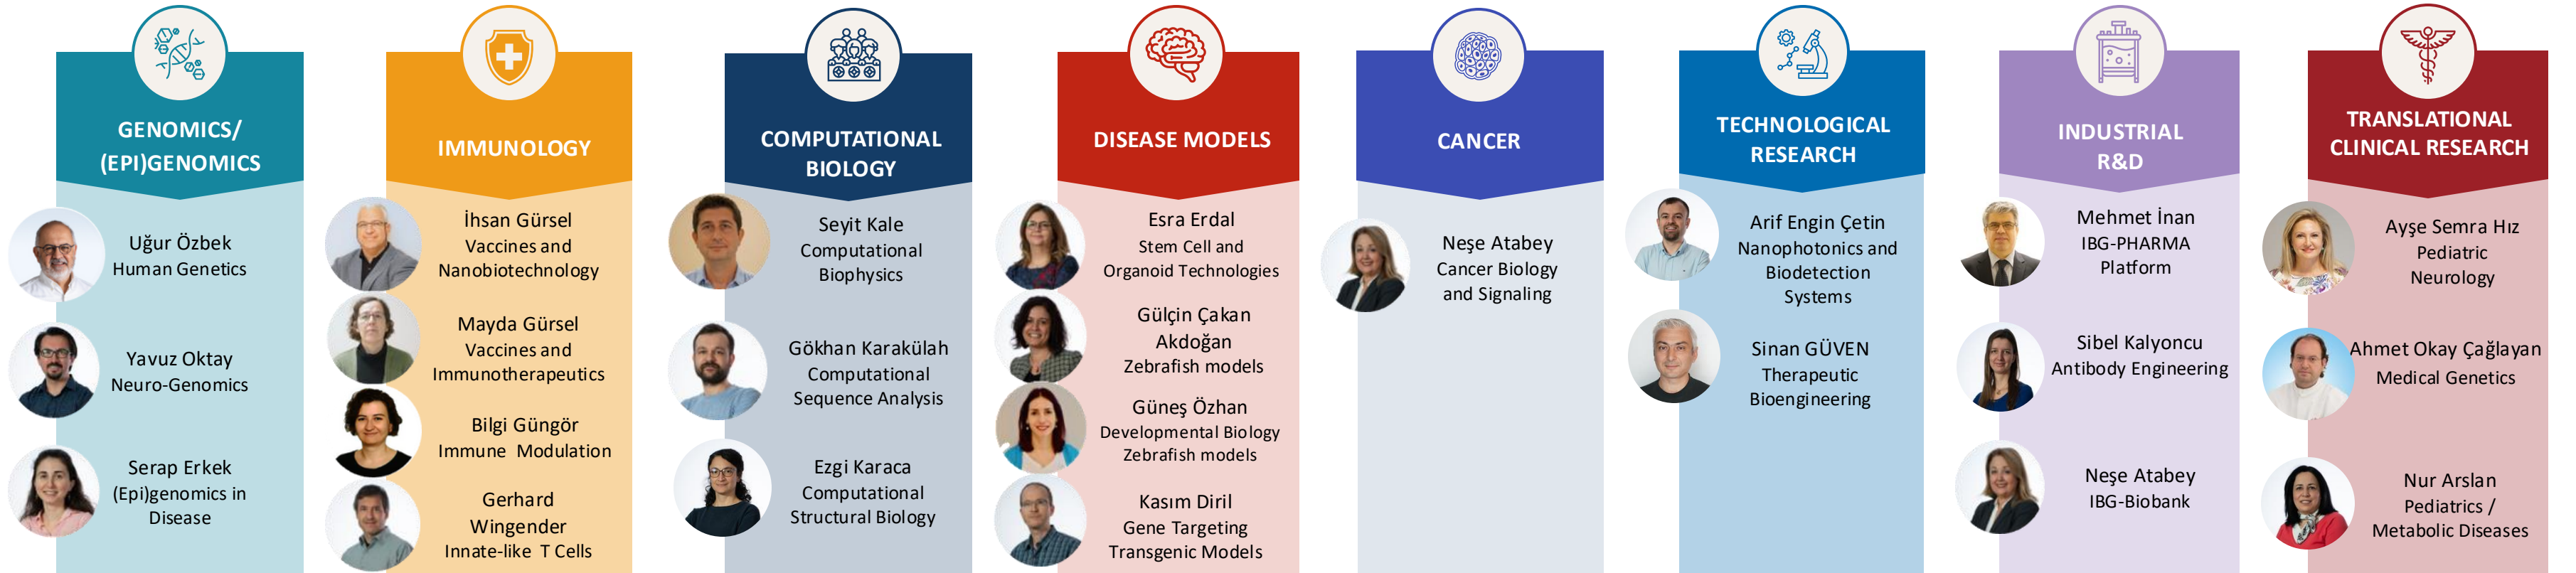 GENOMICS/
(EPI)GENOMICS
Uğur Özbek
Human Genetics
Yavuz Oktay
Neuro-Genomics
Serap Erkek
(Epi)genomics in
Disease
IMMUNOLOGY
İhsan Gürsel
Vaccines and
Nanobiotechnology
Mayda Gürsel
Vaccines and
Immunotherapeutics
Bilgi Güngör
Immune Modulation
Gerhard
Wingender
Innate-like T Cells
COMPUTATIONAL
BIOLOGY
Seyit Kale
Computational
Biophysics
Gökhan Karakülah
Computational
Sequence Analysis
Ezgi Karaca
Computational
Structural Biology
DISEASE MODELS
Esra Erdal
Stem Cell and
Organoid Technologies
Gülçin Çakan
Akdoğan
Zebrafish models
Güneş Özhan
Developmental Biology
Zebrafish models
Kasım Diril
Gene Targeting
Transgenic Models
CANCER
Neşe Atabey
Cancer Biology
and Signaling
TECHNOLOGICAL
RESEARCH
Arif Engin Çetin
Nanophotonics and
Biodetection
Systems
Sinan GÜVEN
Therapeutic
Bioengineering
INDUSTRIAL
R&D
Mehmet İnan
IBG-PHARMA
Platform
Sibel Kalyoncu
Antibody Engineering
Neşe Atabey
IBG-Biobank
TRANSLATIONAL
CLINICAL RESEARCH
Ayşe Semra Hız
Pediatric
Neurology
Ahmet Okay Çağlayan
Medical Genetics
Nur Arslan
Pediatrics /
Metabolic Diseases